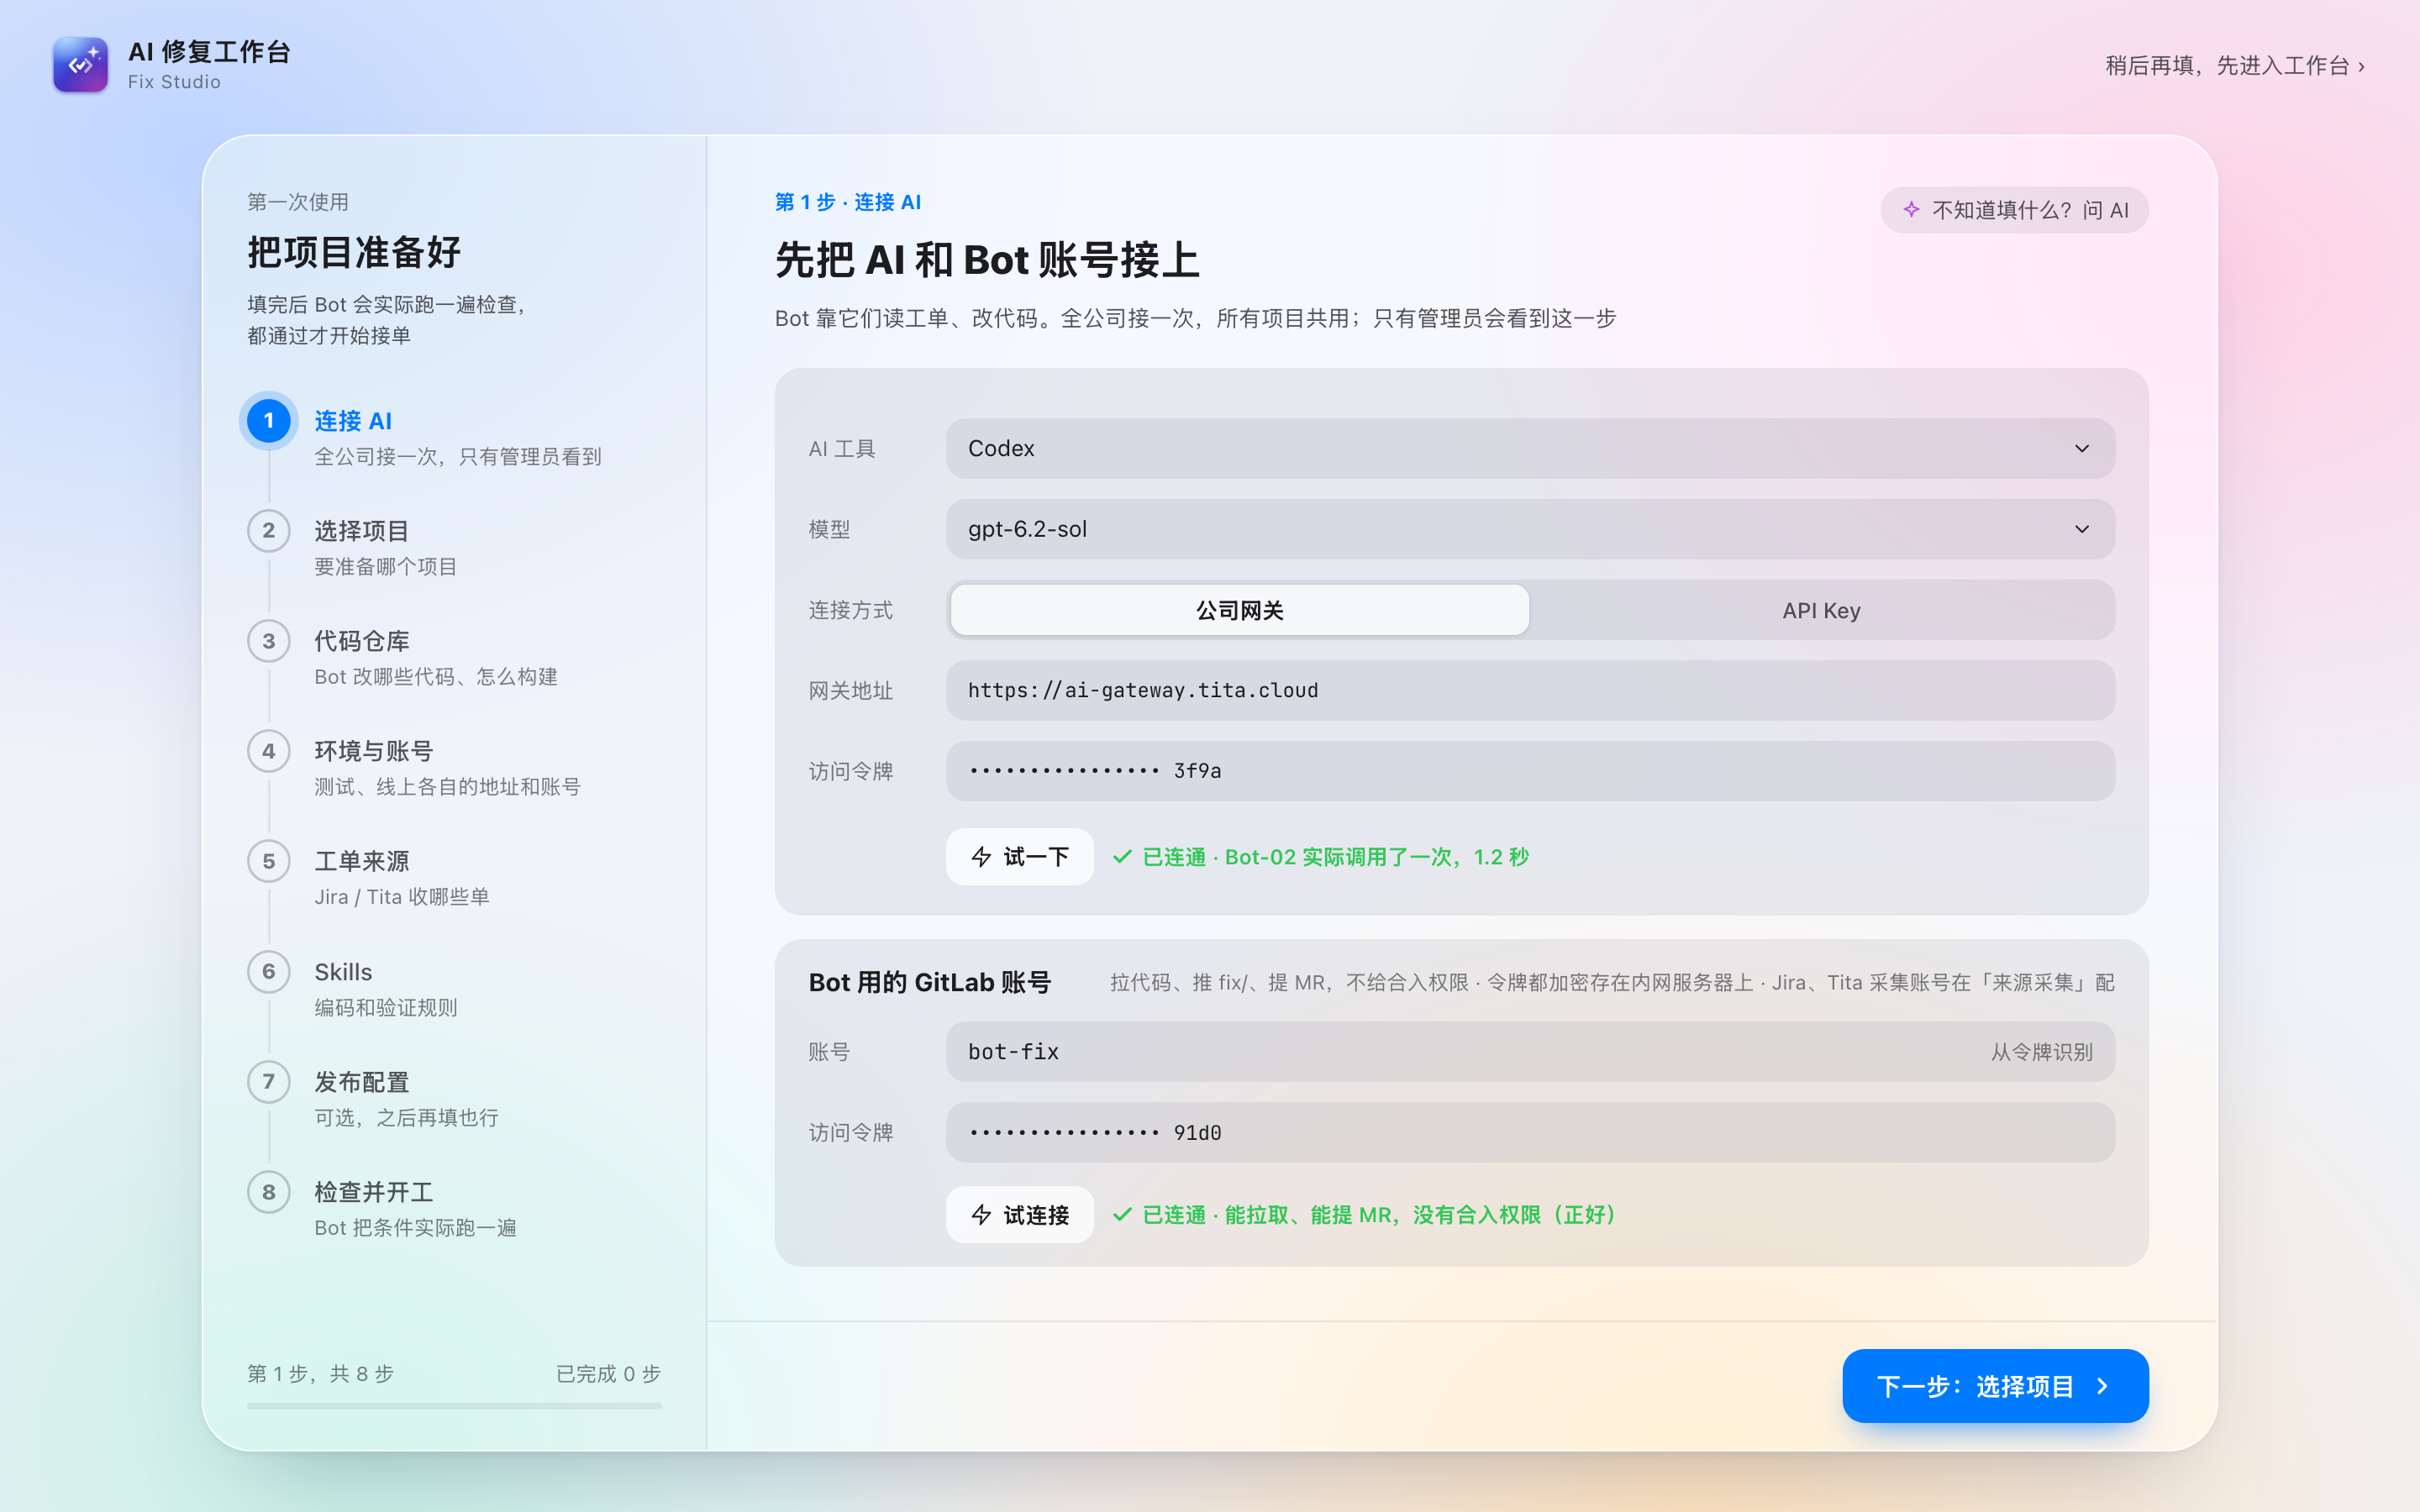 AI 修复工作台
Fix Studio
稍后再填，先进入工作台 ›
第一次使用
把项目准备好
填完后 Bot 会实际跑一遍检查，
都通过才开始接单
1 连接 AI
全公司接一次，只有管理员看到
2 选择项目
要准备哪个项目
3 代码仓库
Bot 改哪些代码、怎么构建
4 环境与账号
测试、线上各自的地址和账号
5 工单来源
Jira / Tita 收哪些单
6 Skills
编码和验证规则
7 发布配置
可选，之后再填也行
8 检查并开工
Bot 把条件实际跑一遍
第 1 步，共 8 步 已完成 0 步
第 1 步 · 连接 AI
不知道填什么？问 AI
先把 AI 和 Bot 账号接上
Bot 靠它们读工单、改代码。全公司接一次，所有项目共用；只有管理员会看到这一步
AI 工具 Codex
模型 gpt-6.2-sol
连接方式 公司网关 API Key
网关地址 https://ai-gateway.tita.cloud
访问令牌 •••••••••••••••• 3f9a
试一下 已连通 · Bot-02 实际调用了一次，1.2 秒
Bot 用的 GitLab 账号 拉代码、推 fix/、提 MR，不给合入权限 · 令牌都加密存在内网服务器上 · Jira、Tita 采集账号在「来源采集」配
账号 bot-fix 从令牌识别
访问令牌 •••••••••••••••• 91d0
试连接 已连通 · 能拉取、能提 MR，没有合入权限（正好）
下一步：选择项目